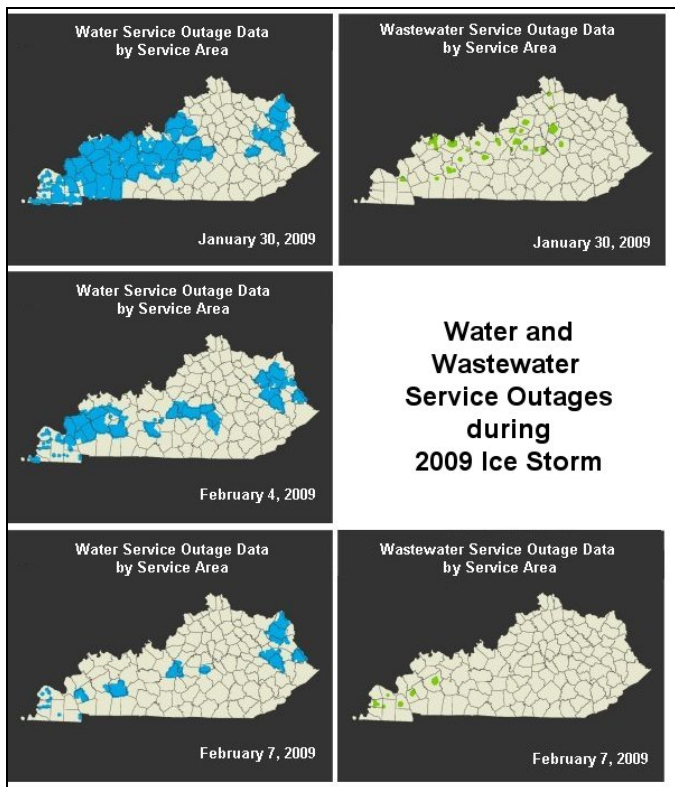 Water Service Outage Data
by Service Area
January 30, 2009
Wastewater Service Outage Data
by Service Area
January 30, 2009
Water Service Outage Data
by Service Area
February 4, 2009
Water and
Wastewater
Service Outages
during
2009 Ice Storm
Water Service Outage Data
by Service Area
February 7, 2009
Wastewater Service Outage Data
by Service Area
February 7, 2009